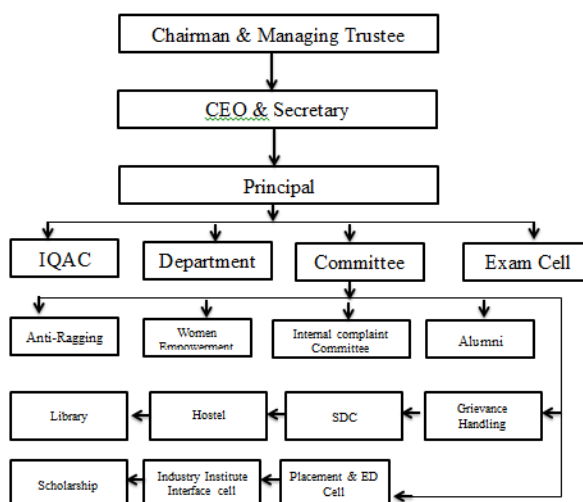 Chairman & Managing Trustee
CEO & Secretary
Principal
IQAC
Department
Committee
Exam Cell
Anti-Ragging
Women
Empowerment
Internal complaint
Committee
Alumni
Library
Hostel
SDC
Grievance
Handling
Scholarship
Industry Institute
Interface cell
Placement & ED
Cell